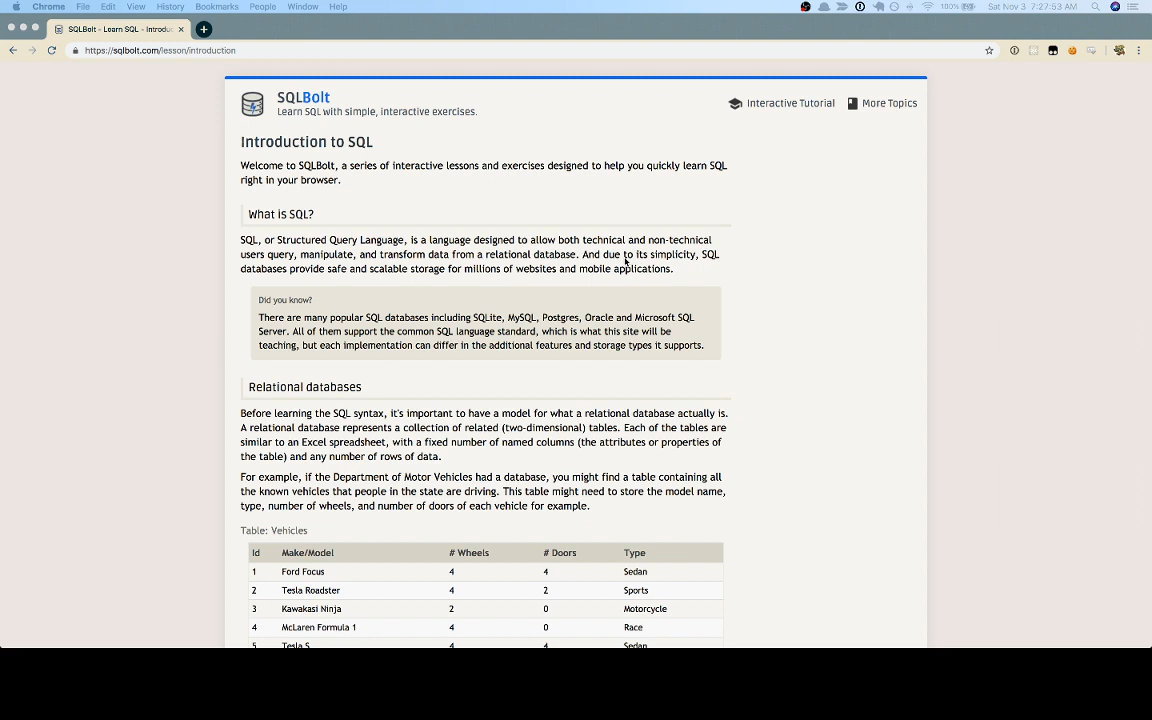 Chrome File Edit View History Bookmarks People Window Help 100% Sat Nov 3 7:27:53 AM
SQLBolt - Learn SQL - Introduc
https://sqlbolt.com/lesson/introduction
SQLBolt
Learn SQL with simple, interactive exercises.
Interactive Tutorial More Topics
Introduction to SQL
Welcome to SQLBolt, a series of interactive lessons and exercises designed to help you quickly learn SQL
right in your browser.
What is SQL?
SQL, or Structured Query Language, is a language designed to allow both technical and non-technical
users query, manipulate, and transform data from a relational database. And due to its simplicity, SQL
databases provide safe and scalable storage for millions of websites and mobile applications.
Did you know?
There are many popular SQL databases including SQLite, MySQL, Postgres, Oracle and Microsoft SQL
Server. All of them support the common SQL language standard, which is what this site will be
teaching, but each implementation can differ in the additional features and storage types it supports.
Relational databases
Before learning the SQL syntax, it's important to have a model for what a relational database actually is.
A relational database represents a collection of related (two-dimensional) tables. Each of the tables are
similar to an Excel spreadsheet, with a fixed number of named columns (the attributes or properties of
the table) and any number of rows of data.
For example, if the Department of Motor Vehicles had a database, you might find a table containing all
the known vehicles that people in the state are driving. This table might need to store the model name,
type, number of wheels, and number of doors of each vehicle for example.
Table: Vehicles
Id Make/Model # Wheels # Doors Type
1 Ford Focus 4 4 Sedan
2 Tesla Roadster 4 2 Sports
3 Kawakasi Ninja 2 0 Motorcycle
4 McLaren Formula 1 4 0 Race
5 Tesla S 4 4 Sedan